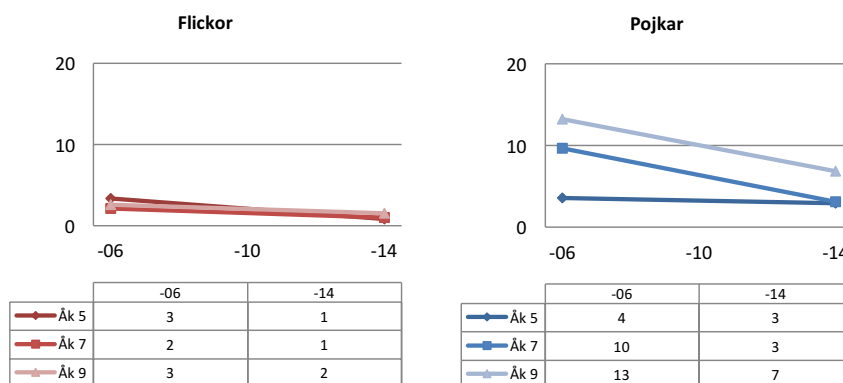 Flickor
20
10
0
-06 -10 -14
-06 -14
Åk 5 3 1
Åk 7 2 1
Åk 9 3 2
Pojkar
20
10
0
-06 -10 -14
-06 -14
Åk 5 4 3
Åk 7 10 3
Åk 9 13 7